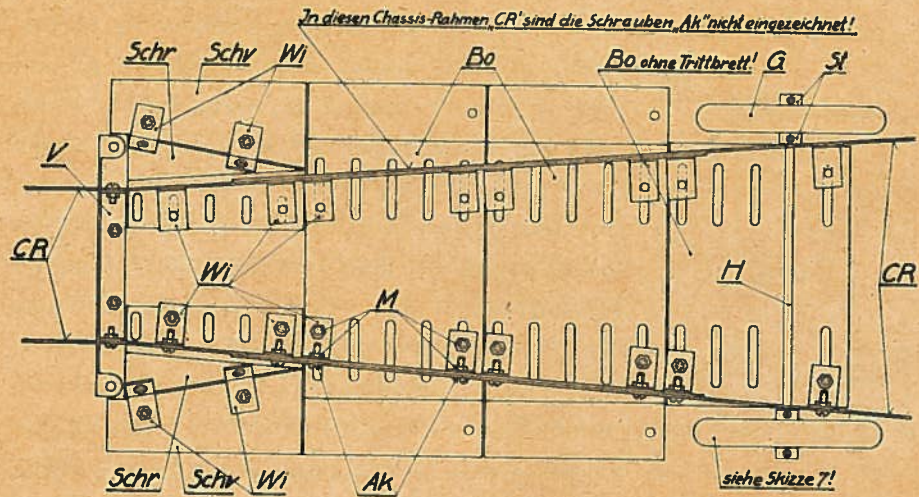 In diesen Chassis-Rahmen „CR' sind die Schrauben „Ak" nicht eingezeichnet!
Schr Schv Wi Bo Bo ohne Trittbrett! G St
V
CR Wi M H CR
Schr Schv Wi Ak siehe Skizze 7!